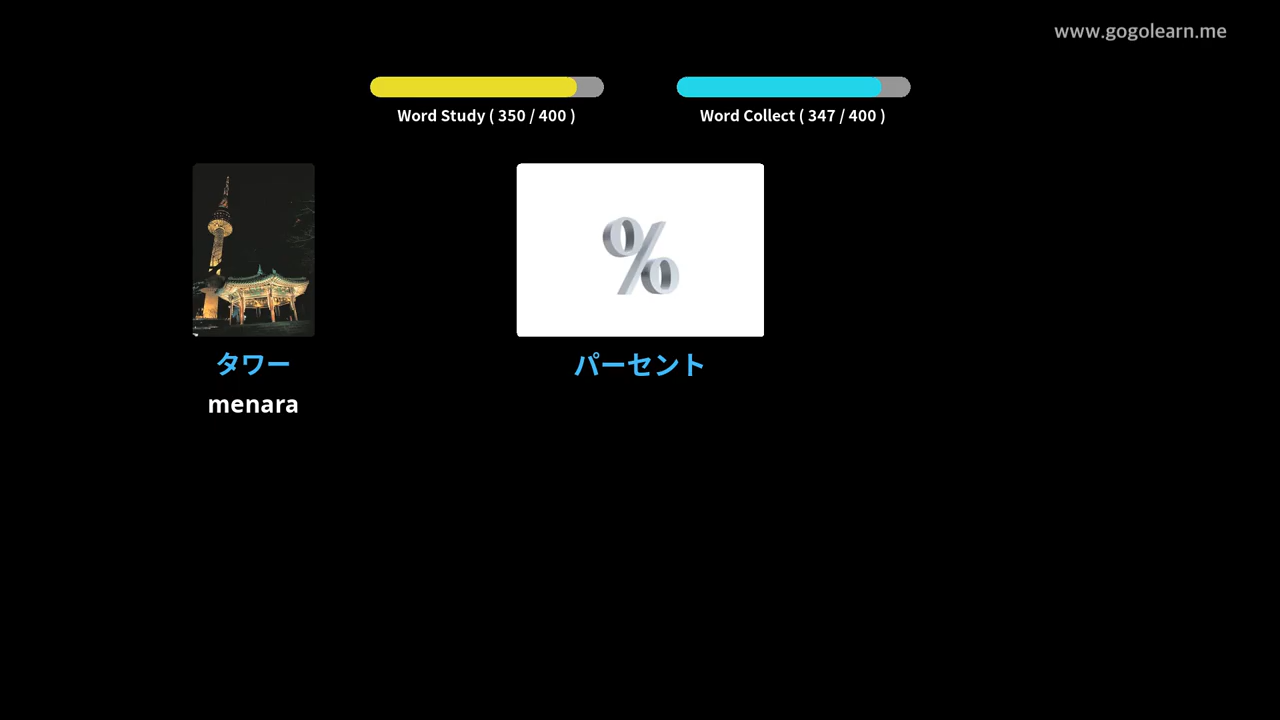 www.gogolearn.me
Word Study ( 350 / 400 )
Word Collect ( 347 / 400 )
%
タワー
パーセント
menara